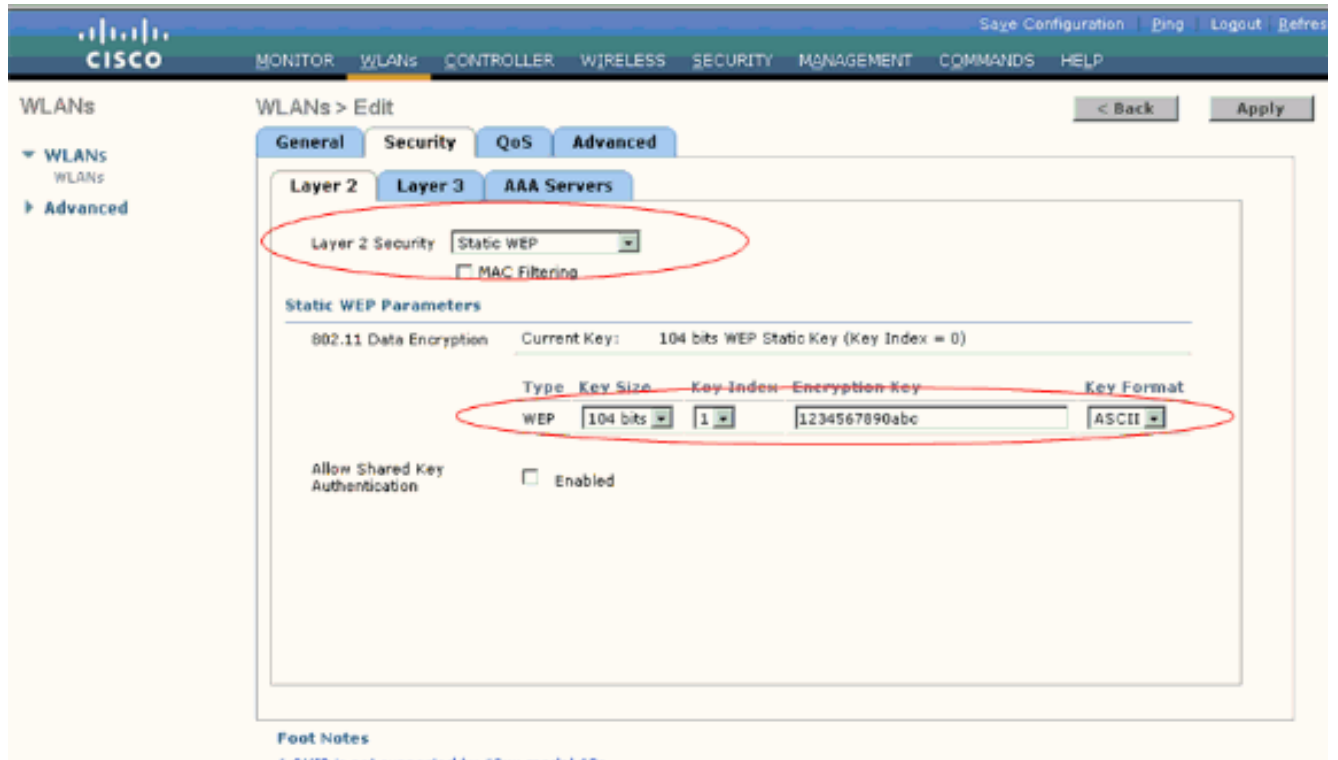 Save Configuration Ping Logout Refres
CISCO MONITOR WLANs CONTROLLER WIRELESS SECURITY MANAGEMENT COMMANDS HELP
WLANs
WLANs
WLANs
Advanced
WLANs > Edit
< Back Apply
General Security QoS Advanced
Layer 2 Layer 3 AAA Servers
Layer 2 Security Static WEP
MAC Filtering
Static WEP Parameters
802.11 Data Encryption Current Key: 104 bits WEP Static Key (Key Index = 0)
Type Key Size Key Index Encryption Key Key Format
WEP 104 bits 1 1234567890abc ASCII
Allow Shared Key
Authentication
Enabled
Foot Notes